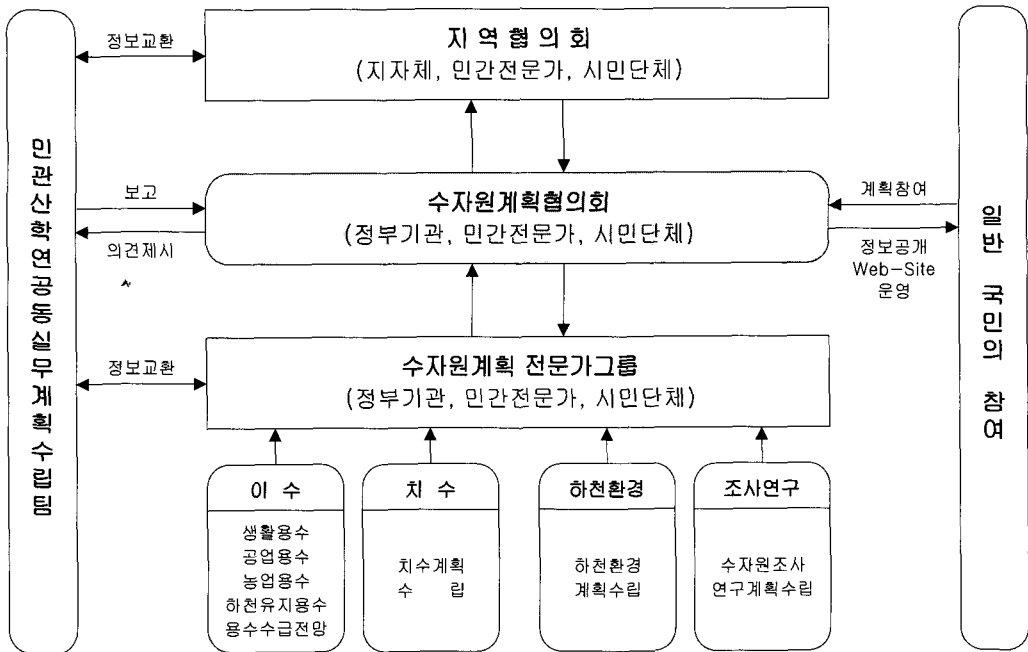 민관산학연공동실무계획수립팀
정보교환
지 역 협 의 회
(지자체, 민간전문가, 시민단체)
보고
의견제시
수자원계획협의회
(정부기관, 민간전문가, 시민단체)
계획참여
정보공개
Web-Site
운영
일반 국민의 참여
정보교환
수자원계획 전문가그룹
(정부기관, 민간전문가, 시민단체)
이 수
생활용수
공업용수
농업용수
하천유지용수
용수수급전망
치 수
치수계획
수 립
하천환경
하천환경
계획수립
조사연구
수자원조사
연구계획수립